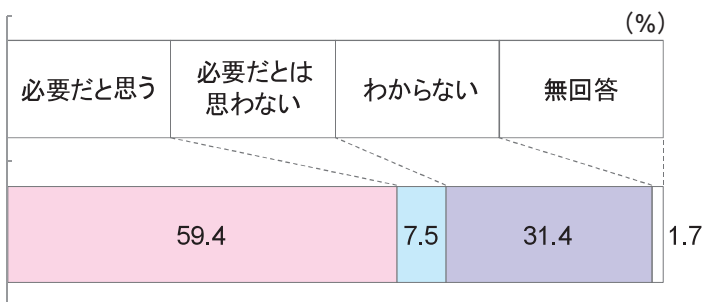 (%)
必要だと思う
必要だとは
思わない
わからない
無回答
59.4
7.5
31.4
1.7